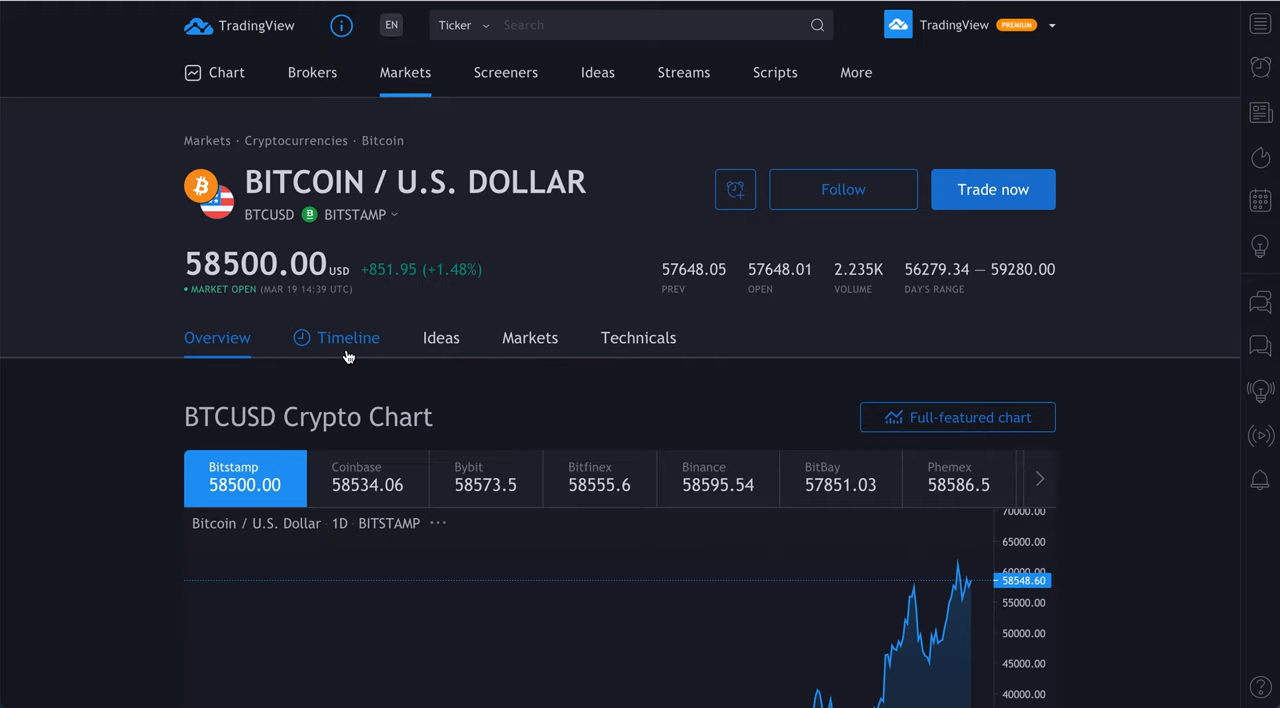 TradingView
EN
Ticker
Search
TradingView PREMIUM
Chart Brokers Markets Screeners Ideas Streams Scripts More
Markets · Cryptocurrencies · Bitcoin
BITCOIN / U.S. DOLLAR
BTCUSD B BITSTAMP
Follow
Trade now
58500.00 USD +851.95 (+1.48%)
• MARKET OPEN (MAR 19 14:39 UTC)
57648.05 57648.01 2.235K 56279.34 — 59280.00
PREV OPEN VOLUME DAY'S RANGE
Overview Timeline Ideas Markets Technicals
BTCUSD Crypto Chart
Full-featured chart
Bitstamp Coinbase Bybit Bitfinex Binance BitBay Phemex
58500.00 58534.06 58573.5 58555.6 58595.54 57851.03 58586.5
Bitcoin / U.S. Dollar · 1D · BITSTAMP ···
70000.00
65000.00
60000.00
58548.60
55000.00
50000.00
45000.00
40000.00